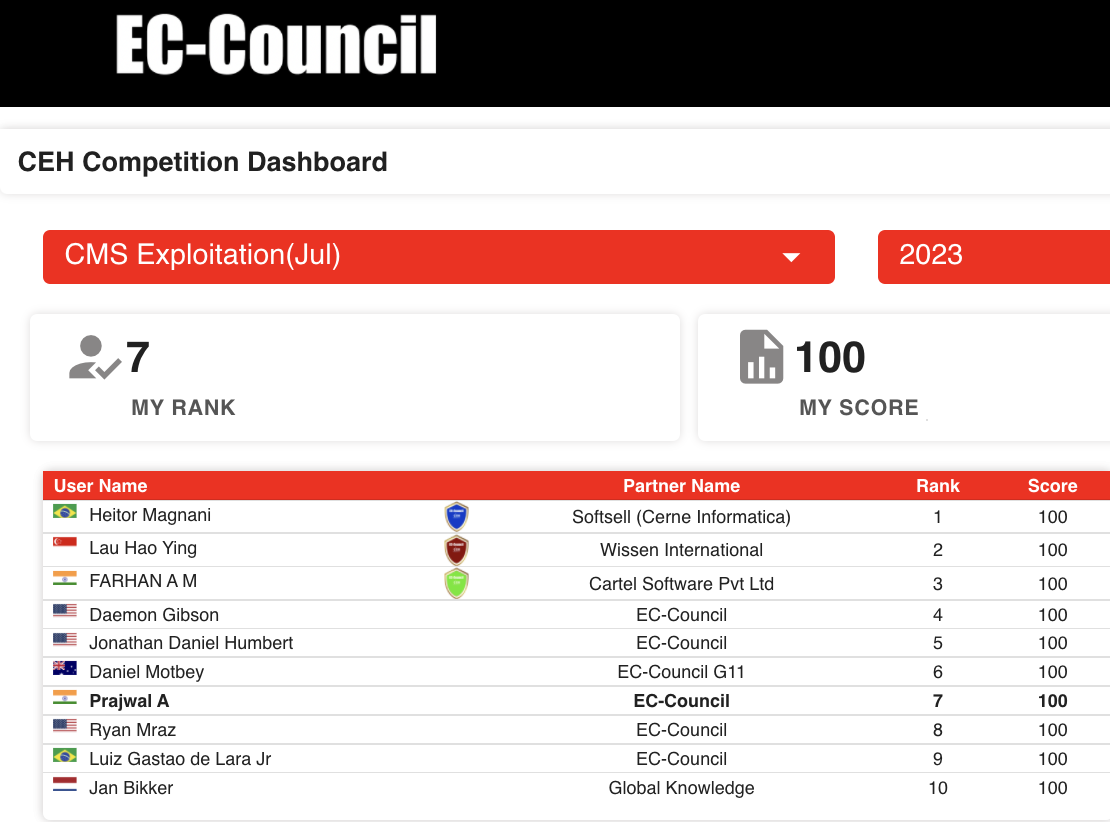 EC-Council
CEH Competition Dashboard
CMS Exploitation(Jul) 2023
7 100
MY RANK MY SCORE
User Name Partner Name Rank Score
Heitor Magnani Softsell (Cerne Informatica) 1 100
Lau Hao Ying Wissen International 2 100
FARHAN A M Cartel Software Pvt Ltd 3 100
Daemon Gibson EC-Council 4 100
Jonathan Daniel Humbert EC-Council 5 100
Daniel Motbey EC-Council G11 6 100
Prajwal A EC-Council 7 100
Ryan Mraz EC-Council 8 100
Luiz Gastao de Lara Jr EC-Council 9 100
Jan Bikker Global Knowledge 10 100